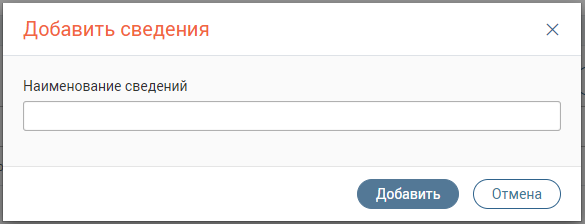 Добавить сведения
Наименование сведений
Добавить
Отмена